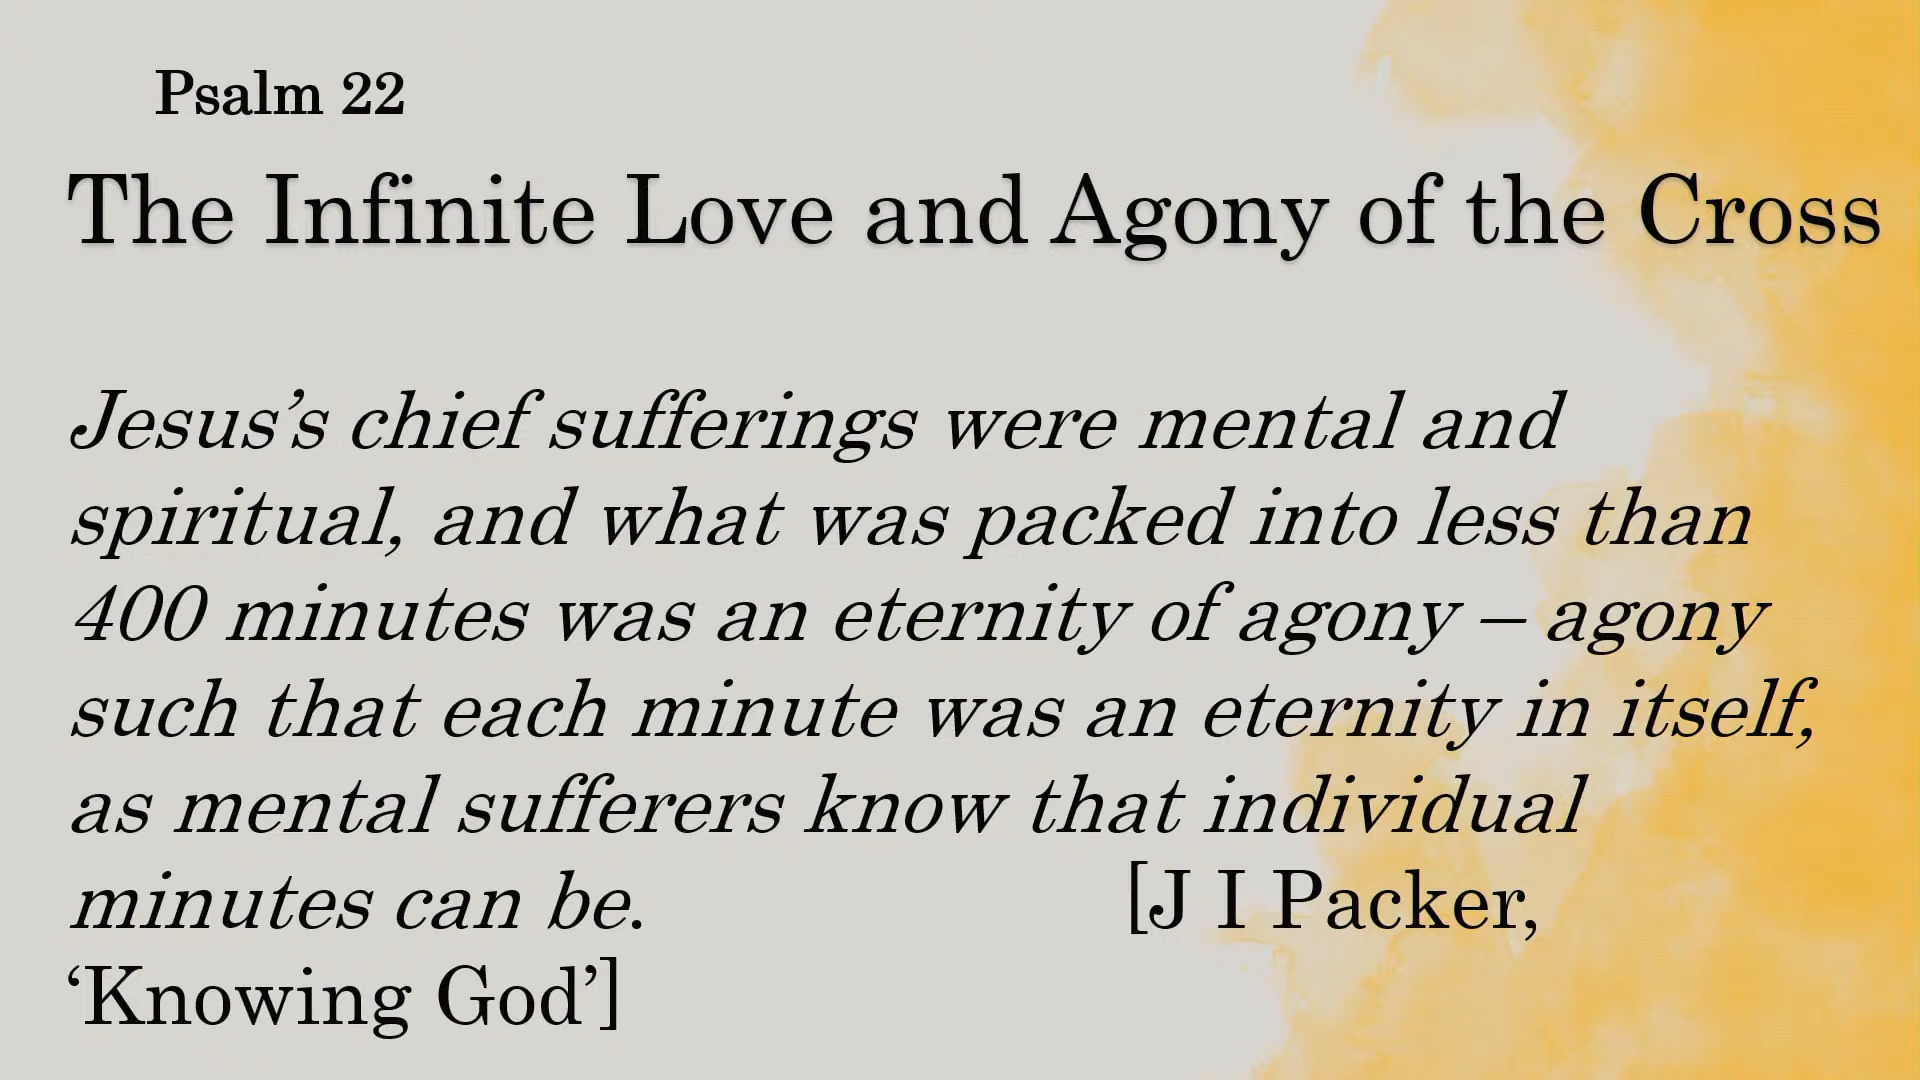 Psalm 22
The Infinite Love and Agony of the Cross
Jesus’s chief sufferings were mental and
spiritual, and what was packed into less than
400 minutes was an eternity of agony – agony
such that each minute was an eternity in itself,
as mental sufferers know that individual
minutes can be. [J I Packer,
‘Knowing God’]